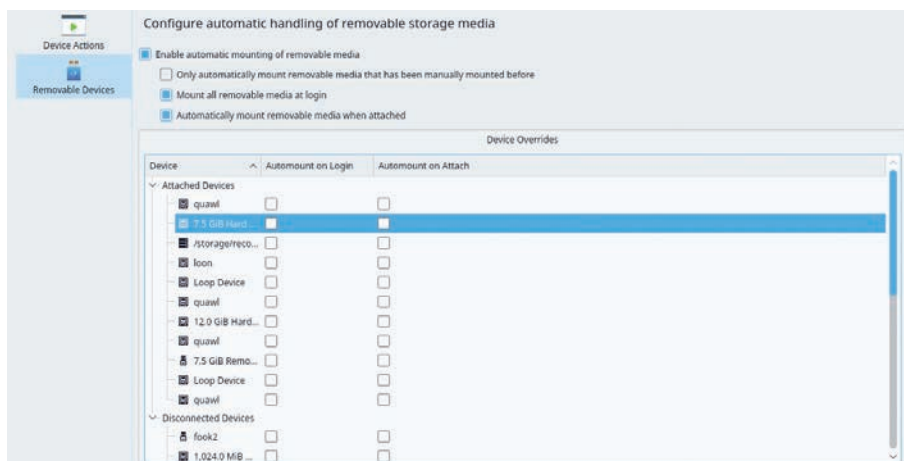 Configure automatic handling of removable storage media
Device Actions
Removable Devices
Enable automatic mounting of removable media
Only automatically mount removable media that has been manually mounted before
Mount all removable media at login
Automatically mount removable media when attached
Device Overrides
Device Automount on Login Automount on Attach
Attached Devices
quawl
7.5 GiB Hard ...
/storage/reco...
loon
Loop Device
quawl
12.0 GiB Hard...
quawl
7.5 GiB Remo...
Loop Device
quawl
Disconnected Devices
fook2
1,024.0 MiB ...